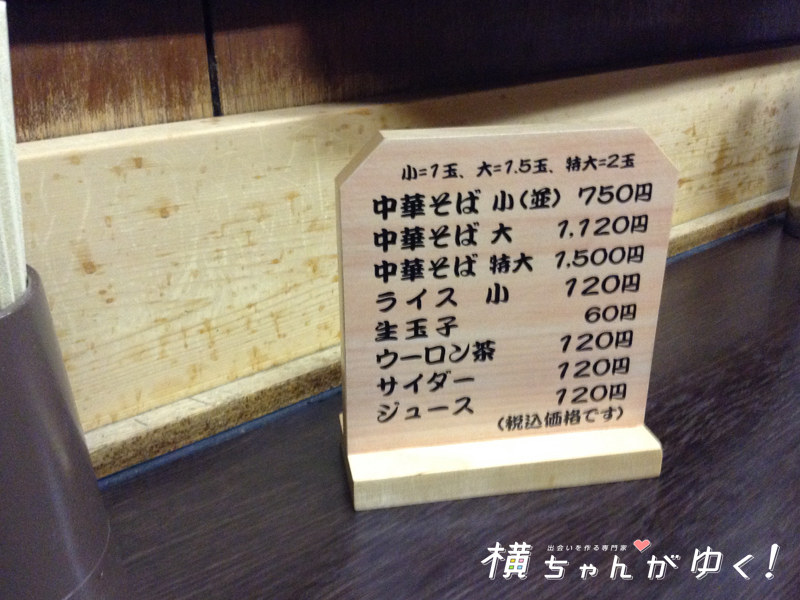 小=1玉、大=1.5玉、特大=2玉
中華そば 小(並) 750円
中華そば 大 1,120円
中華そば 特大 1,500円
ライス 小 120円
生玉子 60円
ウーロン茶 120円
サイダー 120円
ジュース 120円
(税込価格です)
出会いを作る専門家
横ちゃんがゆく!